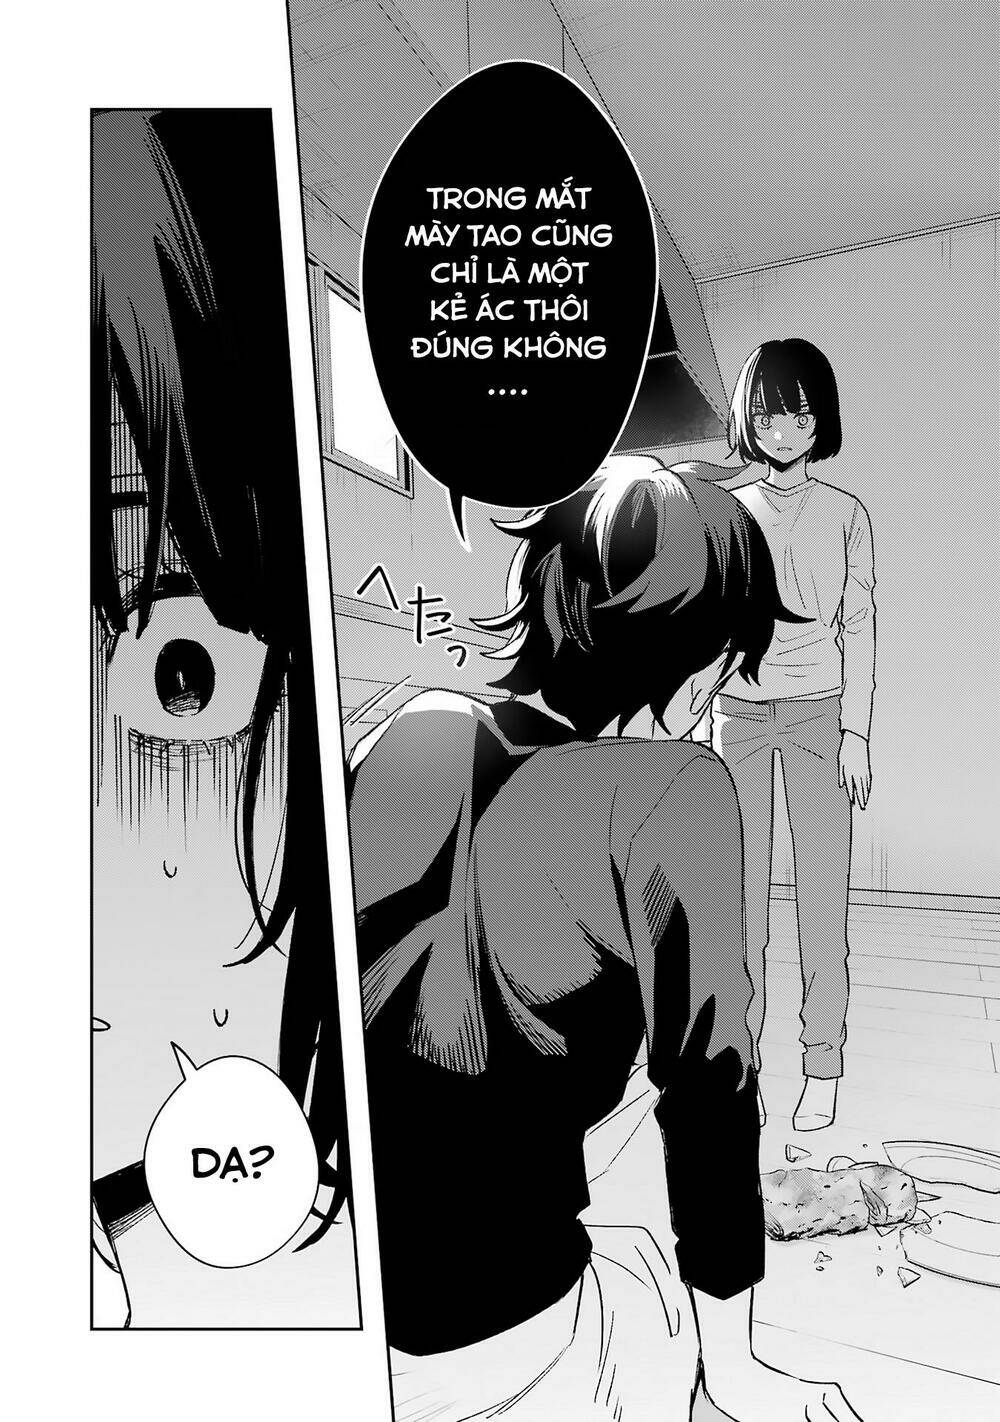 TRONG MẮT
MÀY TAO CŨNG
CHỈ LÀ MỘT
KẺ ÁC THÔI
ĐÚNG KHÔNG
....
へたっ
DẠ?